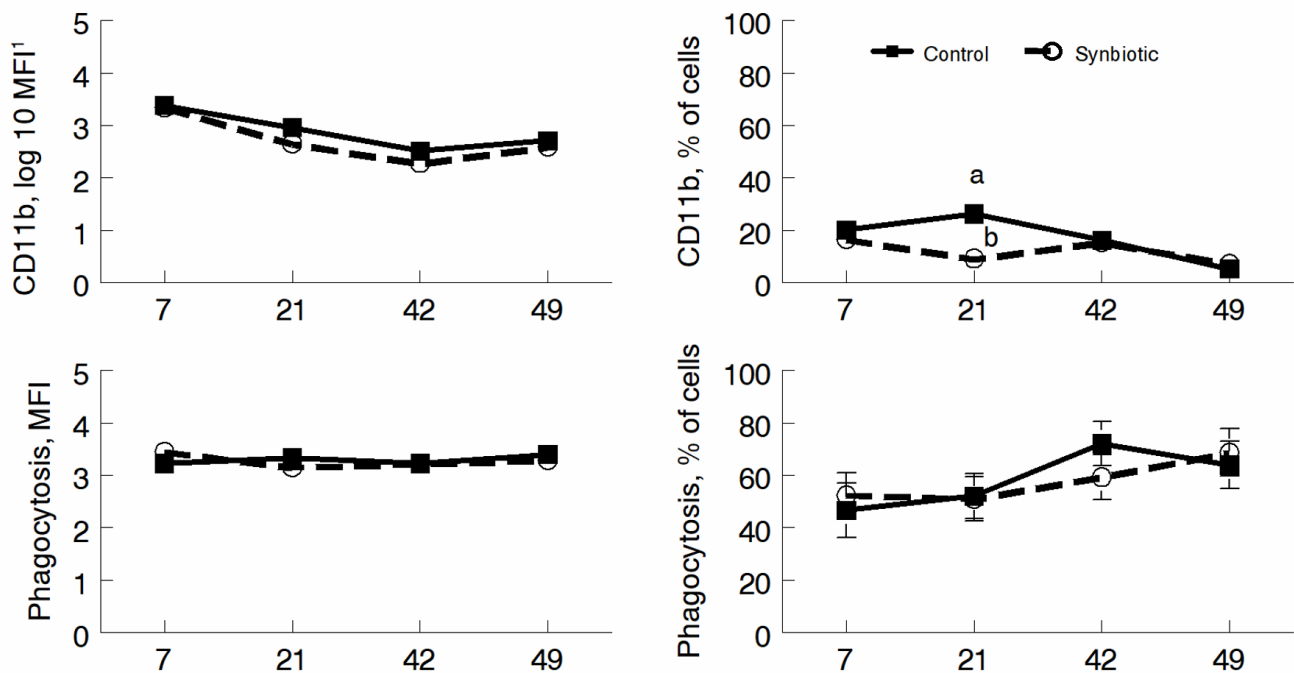 CD11b, log 10 MFI¹
5
4
3
2
1
0
7 21 42 49
CD11b, % of cells
100
80
60
40
20
0
Control Synbiotic
a
b
7 21 42 49
Phagocytosis, MFI
5
4
3
2
1
0
7 21 42 49
Phagocytosis, % of cells
100
80
60
40
20
0
7 21 42 49